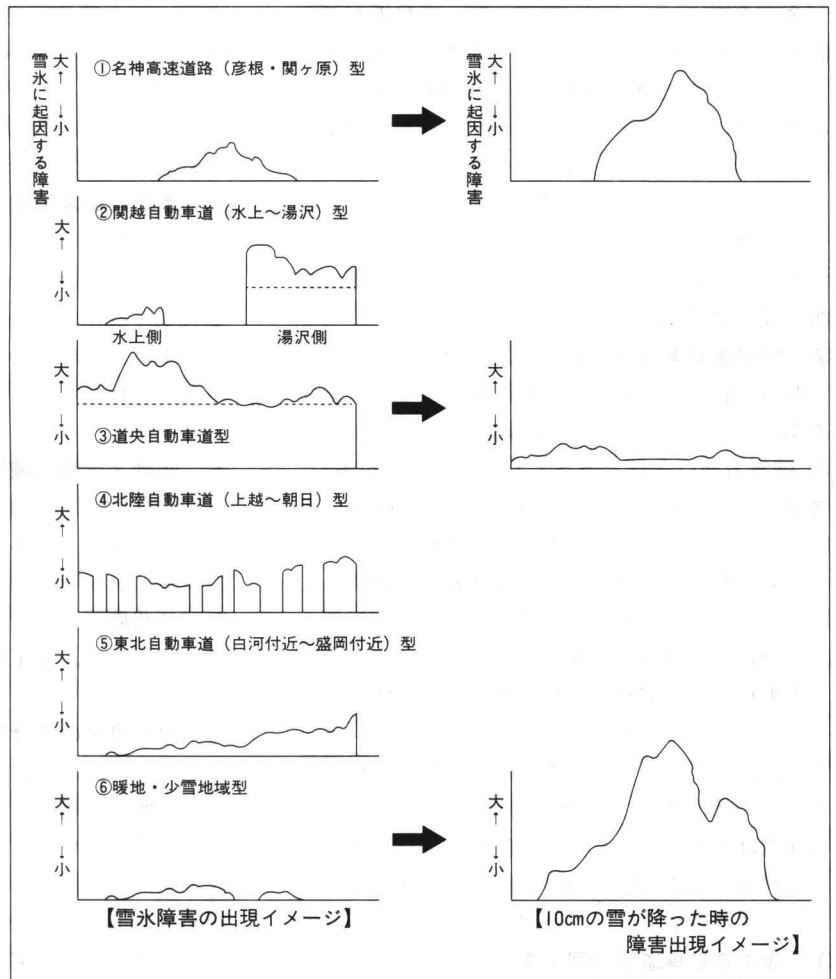 雪氷に起因する障害
大↑ ↓小
①名神高速道路（彦根・関ヶ原）型
雪氷に起因する障害
大↑ ↓小
②関越自動車道（水上～湯沢）型
大↑ ↓小
水上側
湯沢側
大↑ ↓小
③道央自動車道型
大↑ ↓小
④北陸自動車道（上越～朝日）型
大↑ ↓小
⑤東北自動車道（白河付近～盛岡付近）型
大↑ ↓小
⑥暖地・少雪地域型
大↑ ↓小
大↑ ↓小
【雪氷障害の出現イメージ】
【10cmの雪が降った時の
障害出現イメージ】